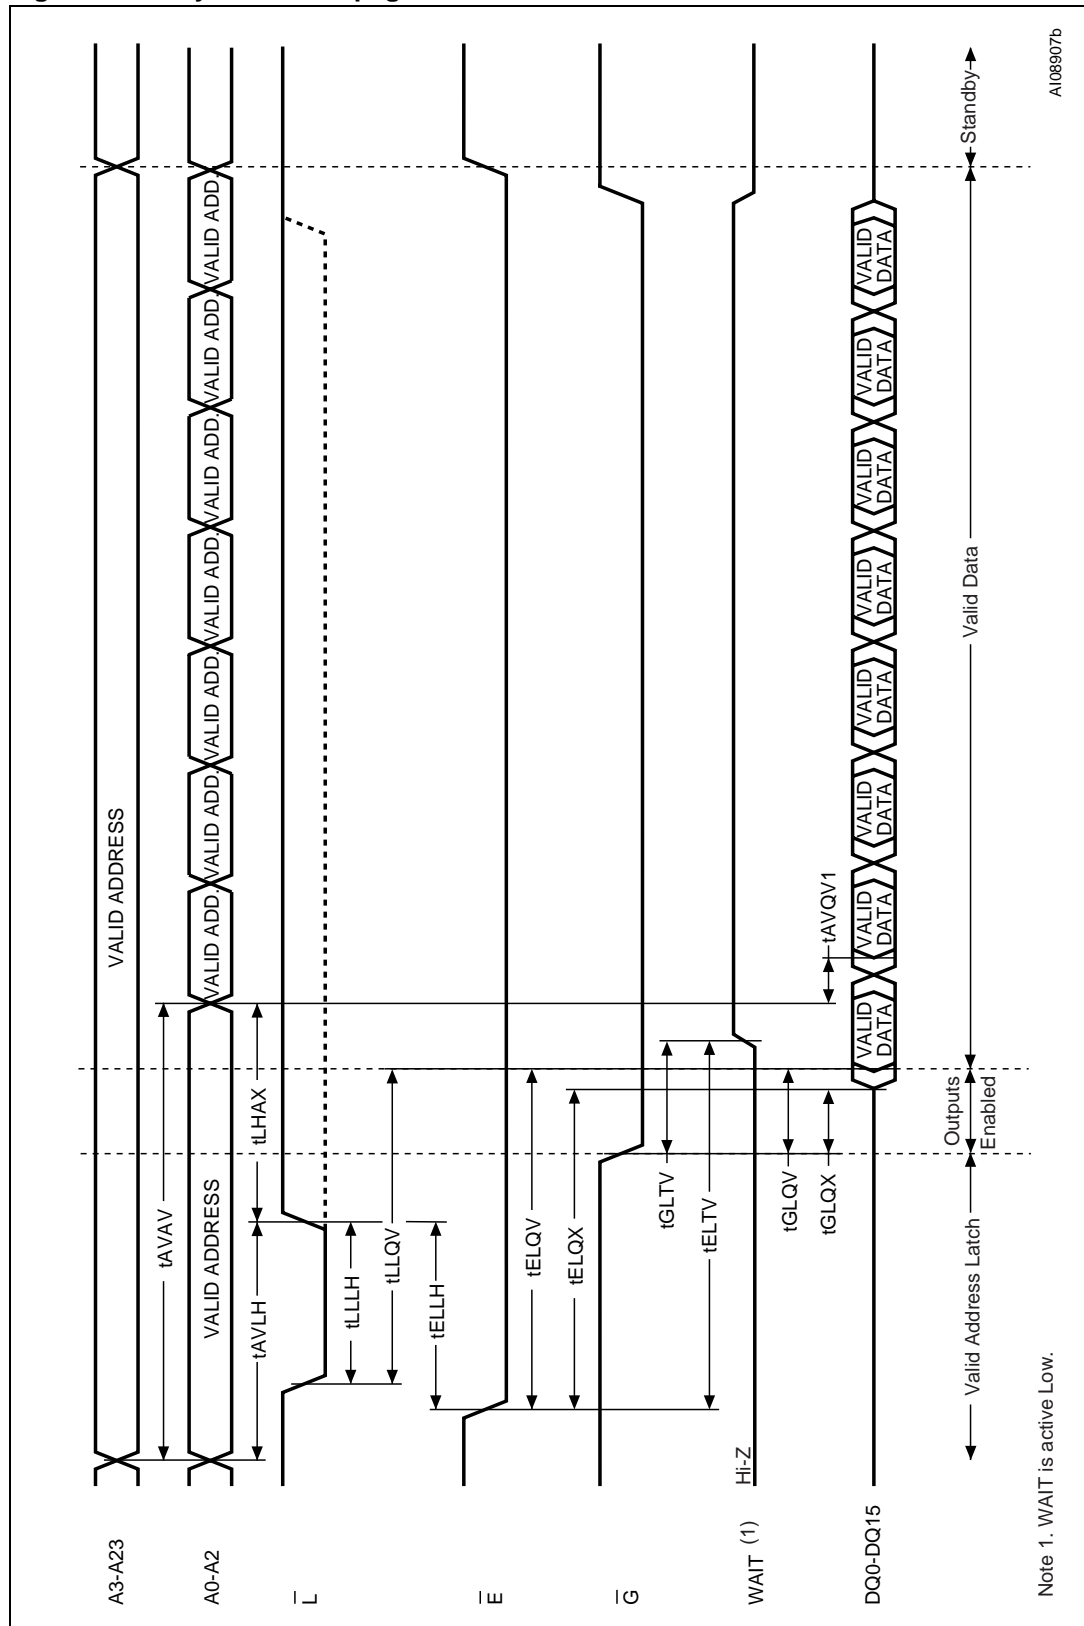 A3-A23
VALID ADDRESS
tAVAV
A0-A2
VALID ADDRESS
VALID ADD.
VALID ADD.
VALID ADD.
VALID ADD.
VALID ADD.
VALID ADD.
VALID ADD.
tAVLH
tLHAX
L
tLLLH
tLLQV
tELLH
E
tELQV
tELQX
G
tGLTV
tELTV
WAIT (1)
Hi-Z
tGLQV
tGLQX
tAVQV1
DQ0-DQ15
VALID
DATA
VALID
DATA
VALID
DATA
VALID
DATA
VALID
DATA
VALID
DATA
VALID
DATA
VALID
DATA
Valid Address Latch
Outputs
Enabled
Valid Data
Standby
Note 1. WAIT is active Low.
AI08907b